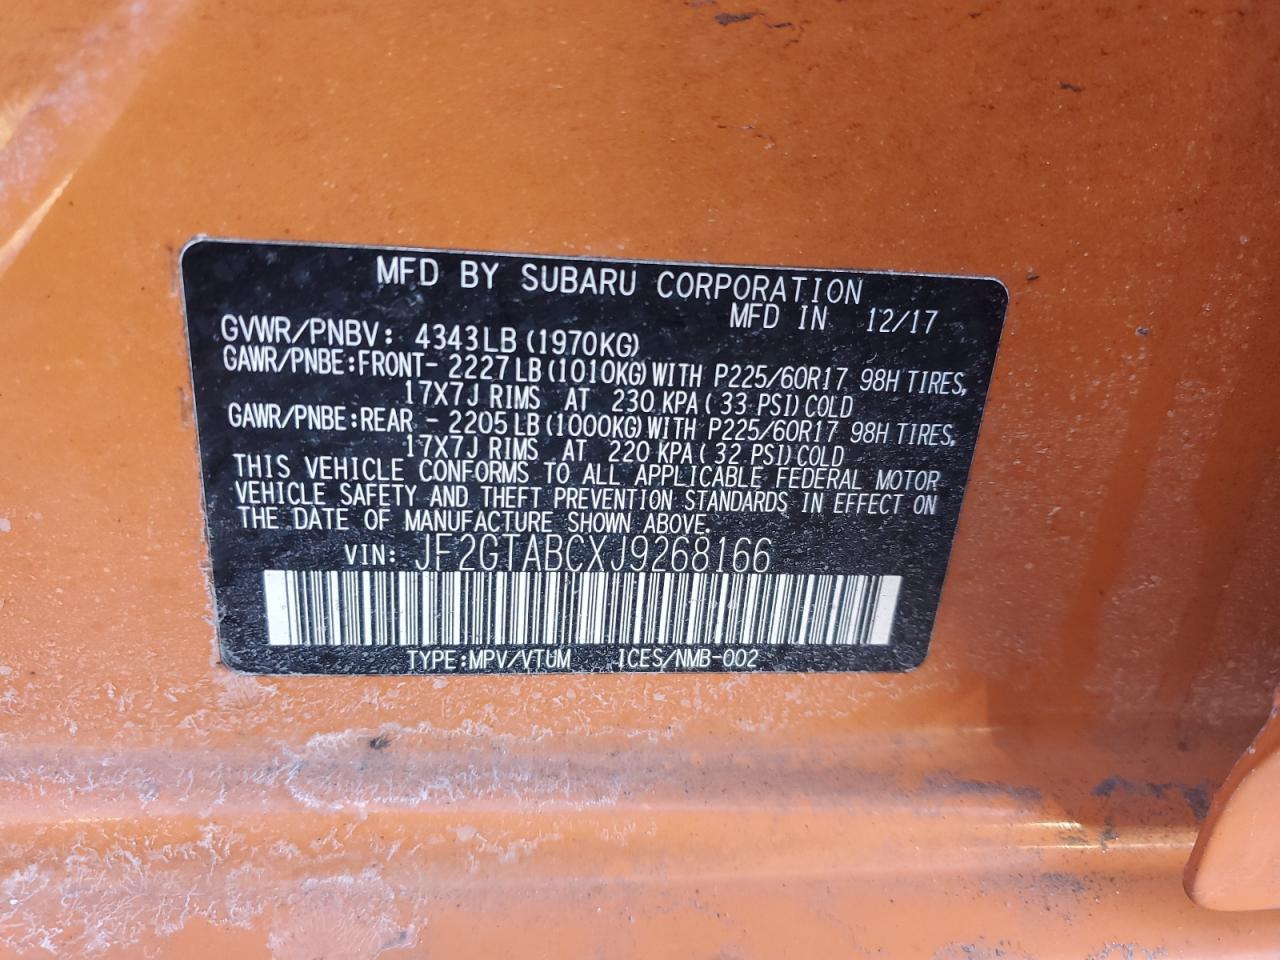 MFD BY SUBARU CORPORATION
MFD IN 12/17
GVWR/PNBV: 4343LB (1970KG)
GAWR/PNBE:FRONT- 2227LB (1010KG) WITH P225/60R17 98H TIRES,
17X7J RIMS AT 230 KPA ( 33 PSI) COLD
GAWR/PNBE:REAR - 2205LB (1000KG) WITH P225/60R17 98H TIRES,
17X7J RIMS AT 220 KPA ( 32 PSI) COLD
THIS VEHICLE CONFORMS TO ALL APPLICABLE FEDERAL MOTOR
VEHICLE SAFETY AND THEFT PREVENTION STANDARDS IN EFFECT ON
THE DATE OF MANUFACTURE SHOWN ABOVE.
VIN: JF2GTABCXJ9268166
TYPE:MPV/VTUM ICES/NMB-002